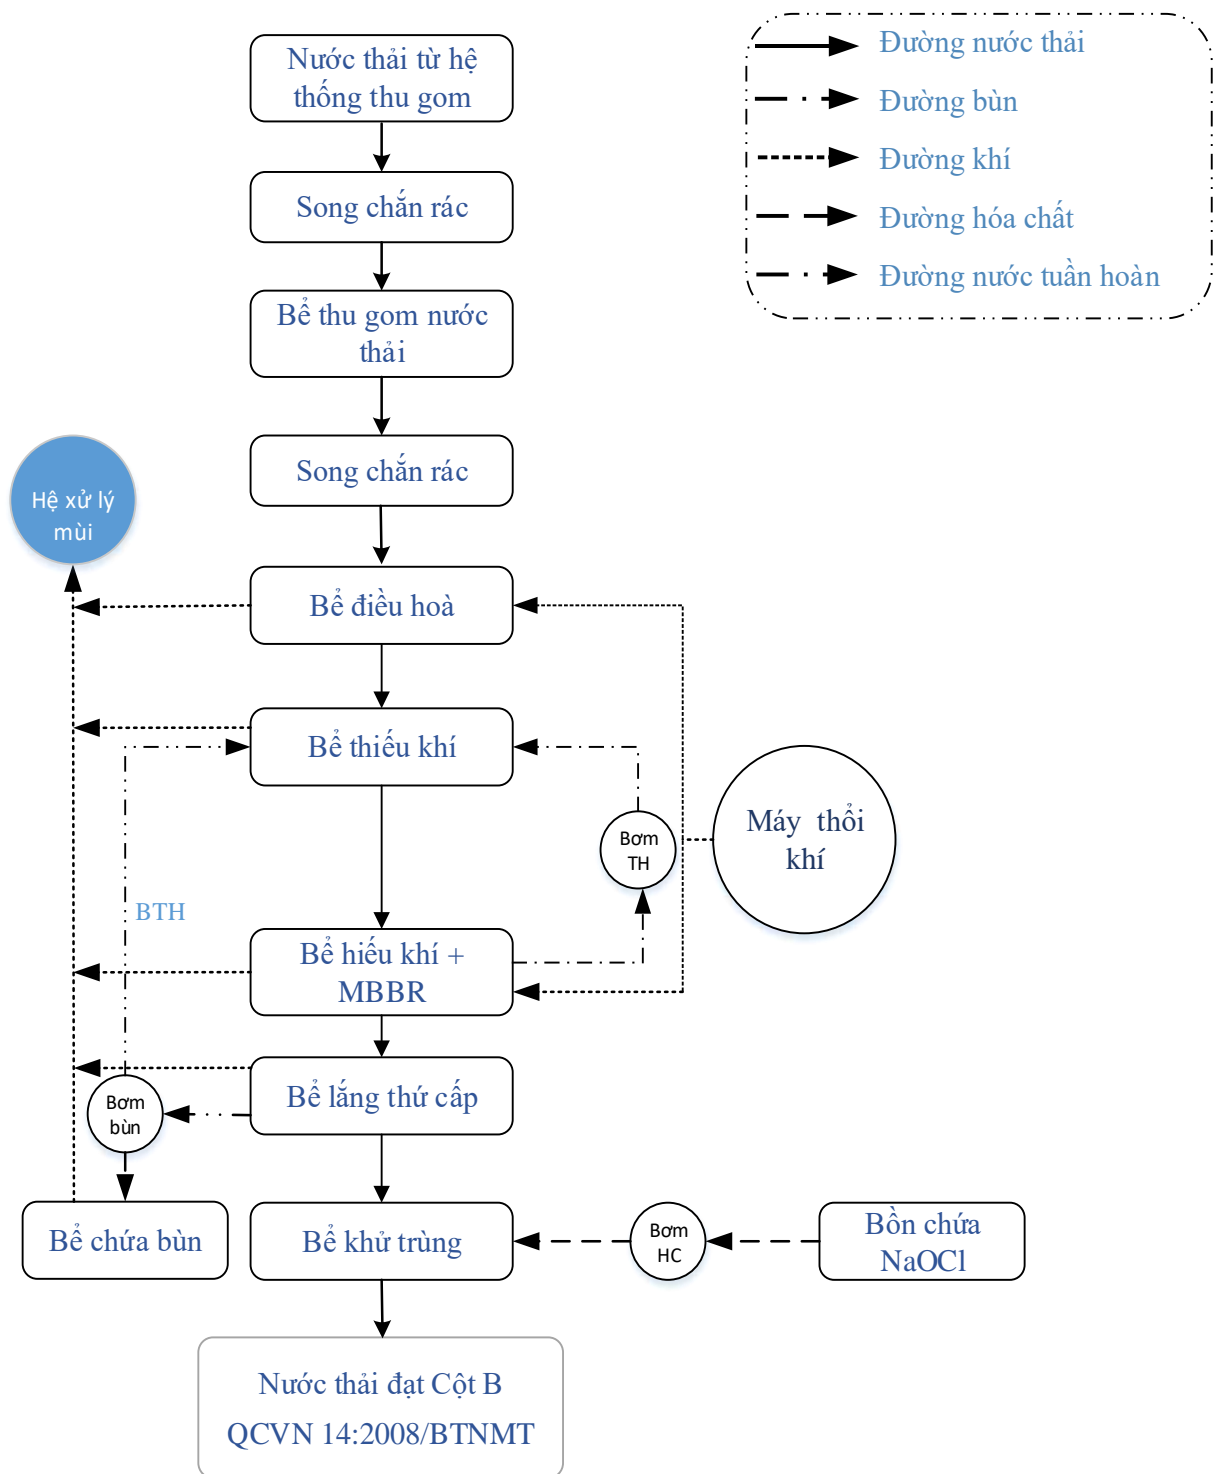 Nước thải từ hệ
thống thu gom
Đường nước thải
Đường bùn
Đường khí
Đường hóa chất
Đường nước tuần hoàn
Song chắn rác
Bể thu gom nước
thải
Song chắn rác
Hệ xử lý
mùi
Bể điều hoà
Bể thiếu khí
Máy thổi
khí
Bơm
TH
BTH
Bể hiếu khí +
MBBR
Bể lắng thứ cấp
Bơm
bùn
Bể chứa bùn
Bể khử trùng
Bơm
HC
Bồn chứa
NaOCl
Nước thải đạt Cột B
QCVN 14:2008/BTNMT